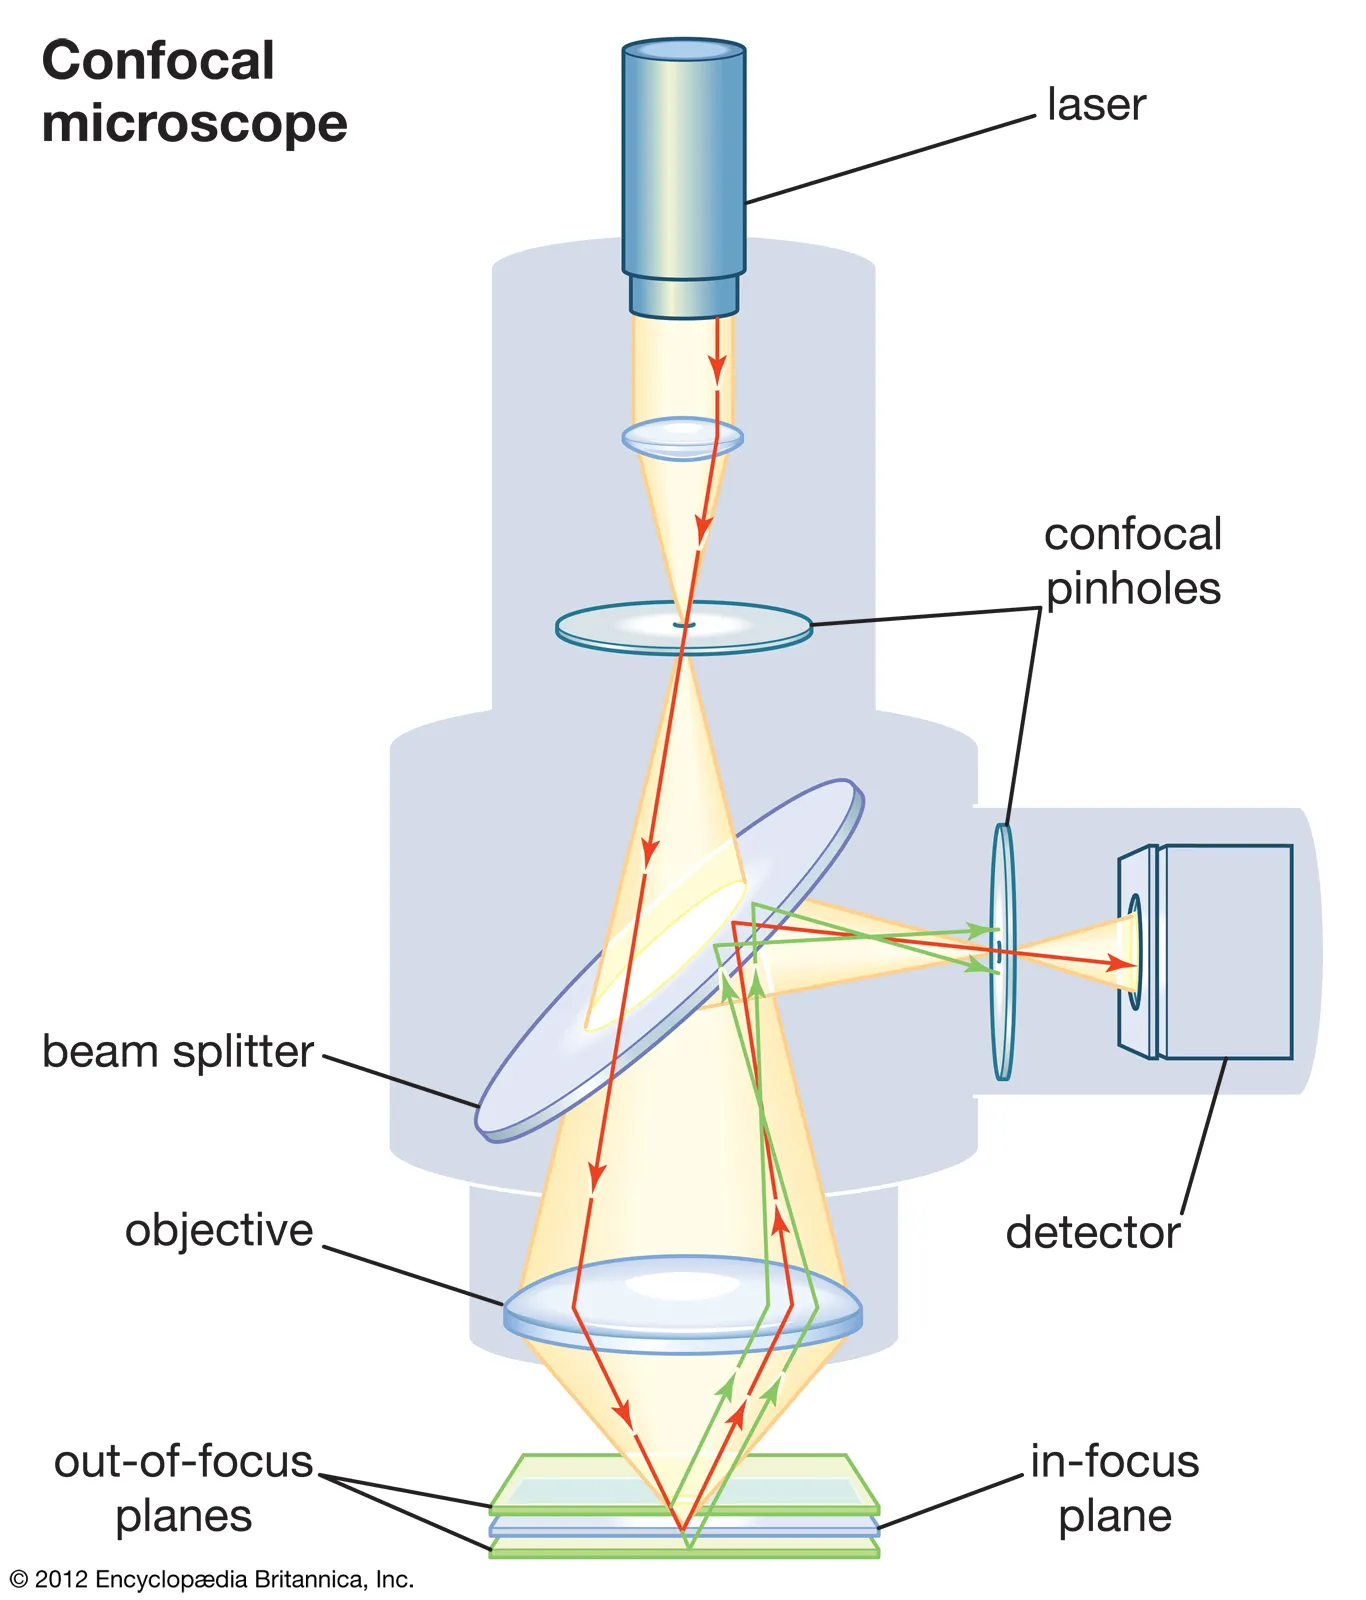 Confocal
microscope
laser
confocal
pinholes
beam splitter
objective
detector
out-of-focus
planes
in-focus
plane
© 2012 Encyclopædia Britannica, Inc.